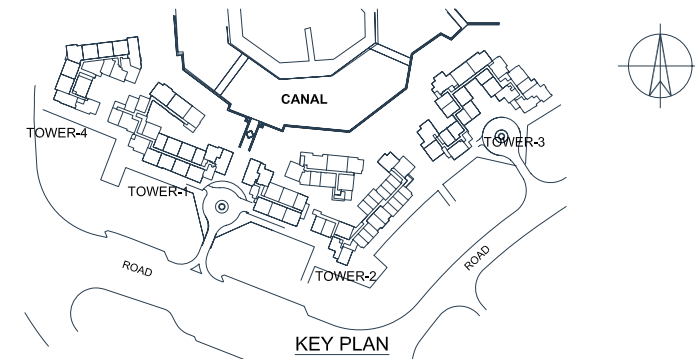 CANAL
TOWER-4
TOWER-3
TOWER-1
ROAD
TOWER-2
ROAD
KEY PLAN